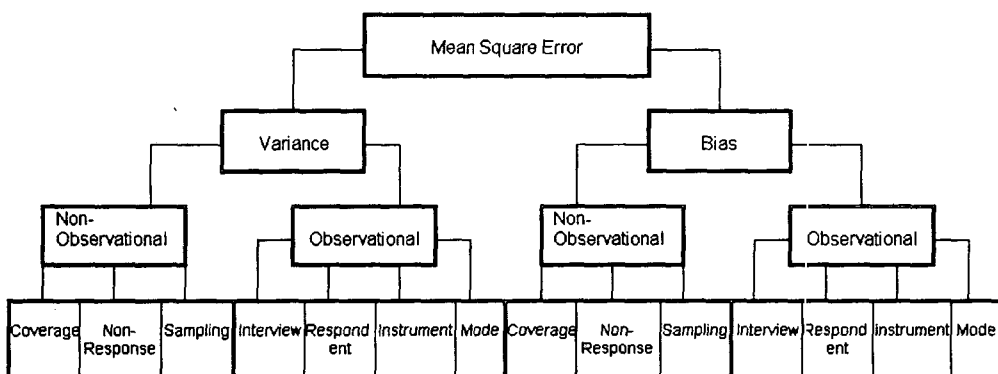 Mean Square Error
Variance
Bias
Non-
Observational
Observational
Non-
Observational
Observational
Coverage
Non-
Response
Sampling
Interview
Respond
ent
Instrument
Mode
Coverage
Non-
Response
Sampling
Interview
Respond
ent
Instrument
Mode